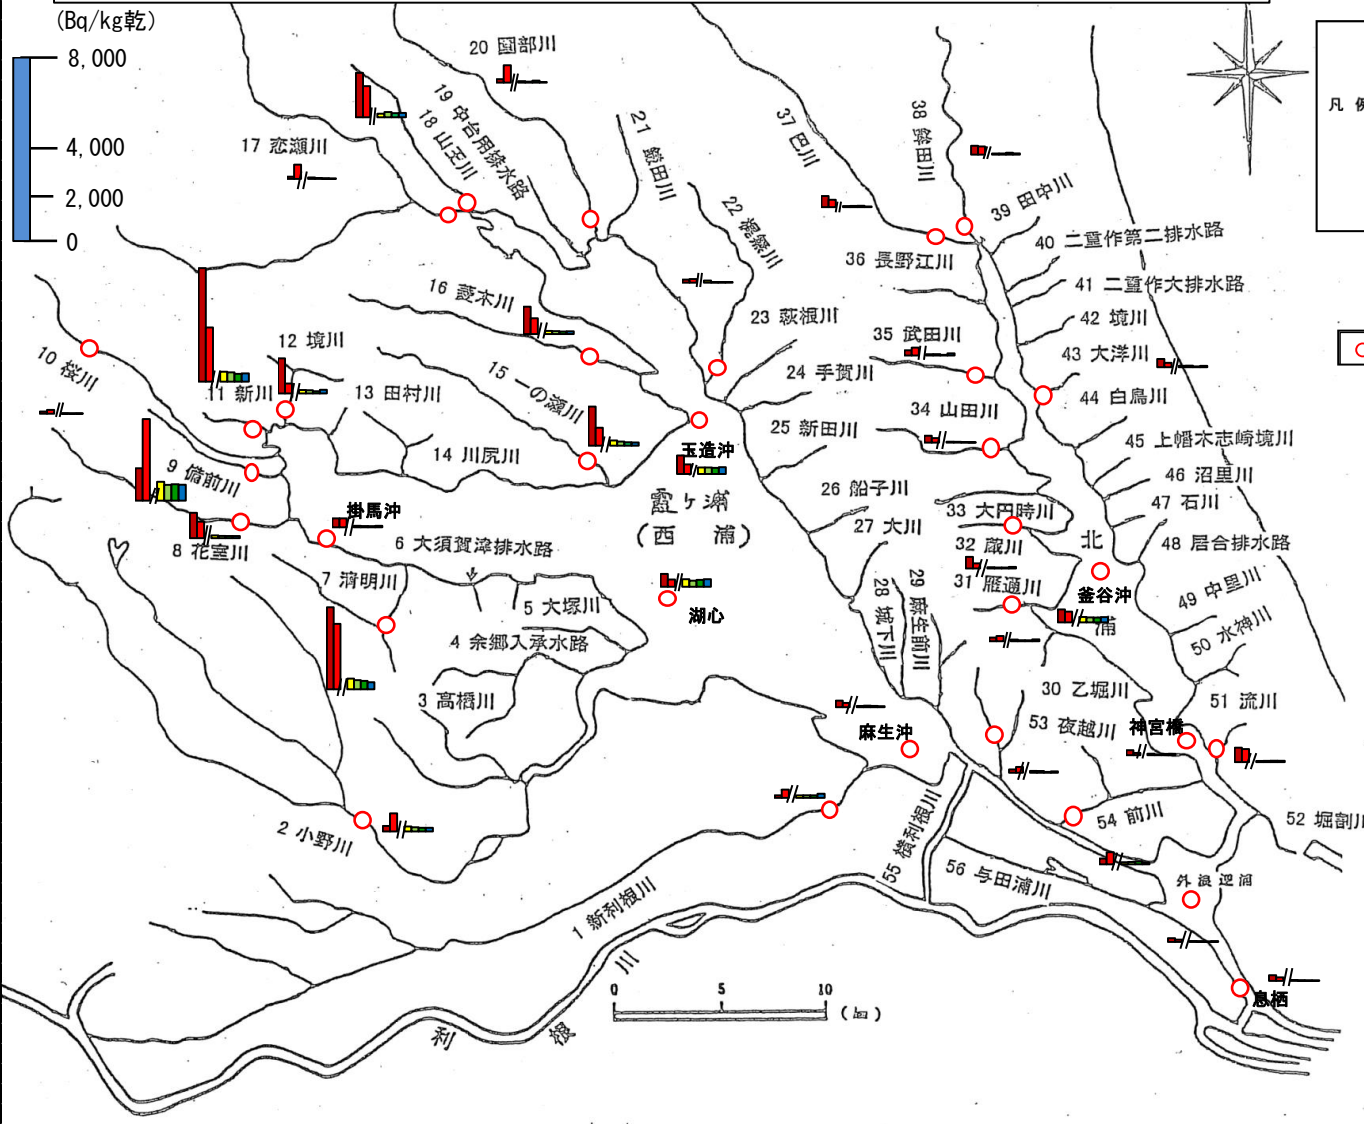 (Bq/kg乾)
8,000
4,000
2,000
0
凡 例
20 園部川
19 中台用排水路
18 山王川
17 恋瀬川
21 鏡田川
22 梶無川
37 巴川
38 鉾田川
39 田中川
40 二重作第二排水路
41 二重作大排水路
42 境川
43 大洋川
44 白鳥川
45 上幡木志崎境川
46 沼里川
47 石川
48 居合排水路
49 中里川
50 水神川
51 流川
52 堀割川
36 長野江川
35 武田川
34 山田川
33 大円時川
32 蔵川
31 雁通川
30 乙堀川
53 夜越川
54 前川
23 萩根川
24 手賀川
25 新田川
26 船子川
27 大川
28 城下川
29 麻生前川
16 菱木川
15 一の瀬川
14 川尻川
13 田村川
12 境川
11 新川
10 桜川
9 備前川
8 花室川
7 清明川
6 大須賀津排水路
5 大塚川
4 余郷入承水路
3 高橋川
2 小野川
1 新利根川
55 横利根川
56 与田浦川
玉造沖
霞ヶ浦
(西 浦)
掛馬沖
湖心
麻生沖
北
浦
釜谷沖
神宮橋
外浪逆浦
息栖
利 根 川
0 5 10